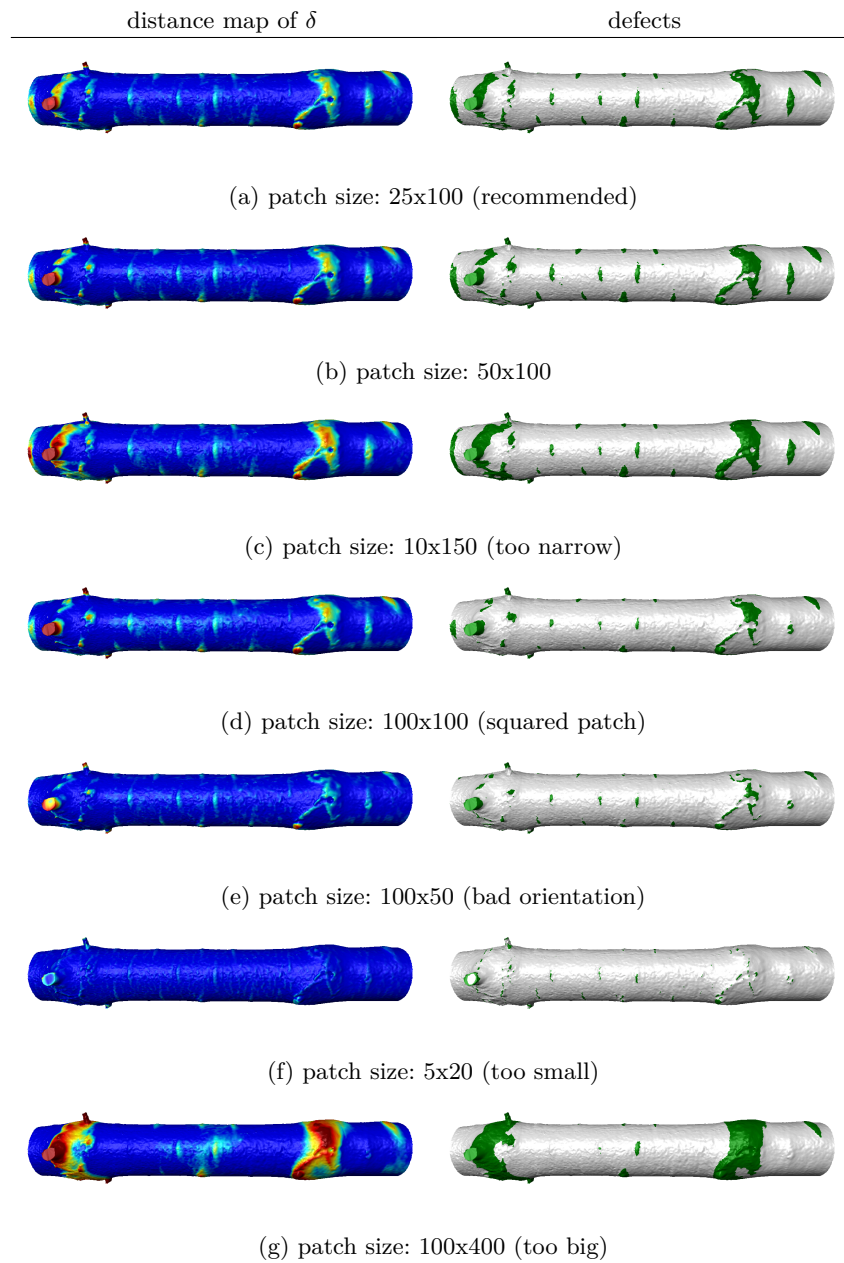 distance map of δ defects
(a) patch size: 25x100 (recommended)
(b) patch size: 50x100
(c) patch size: 10x150 (too narrow)
(d) patch size: 100x100 (squared patch)
(e) patch size: 100x50 (bad orientation)
(f) patch size: 5x20 (too small)
(g) patch size: 100x400 (too big)